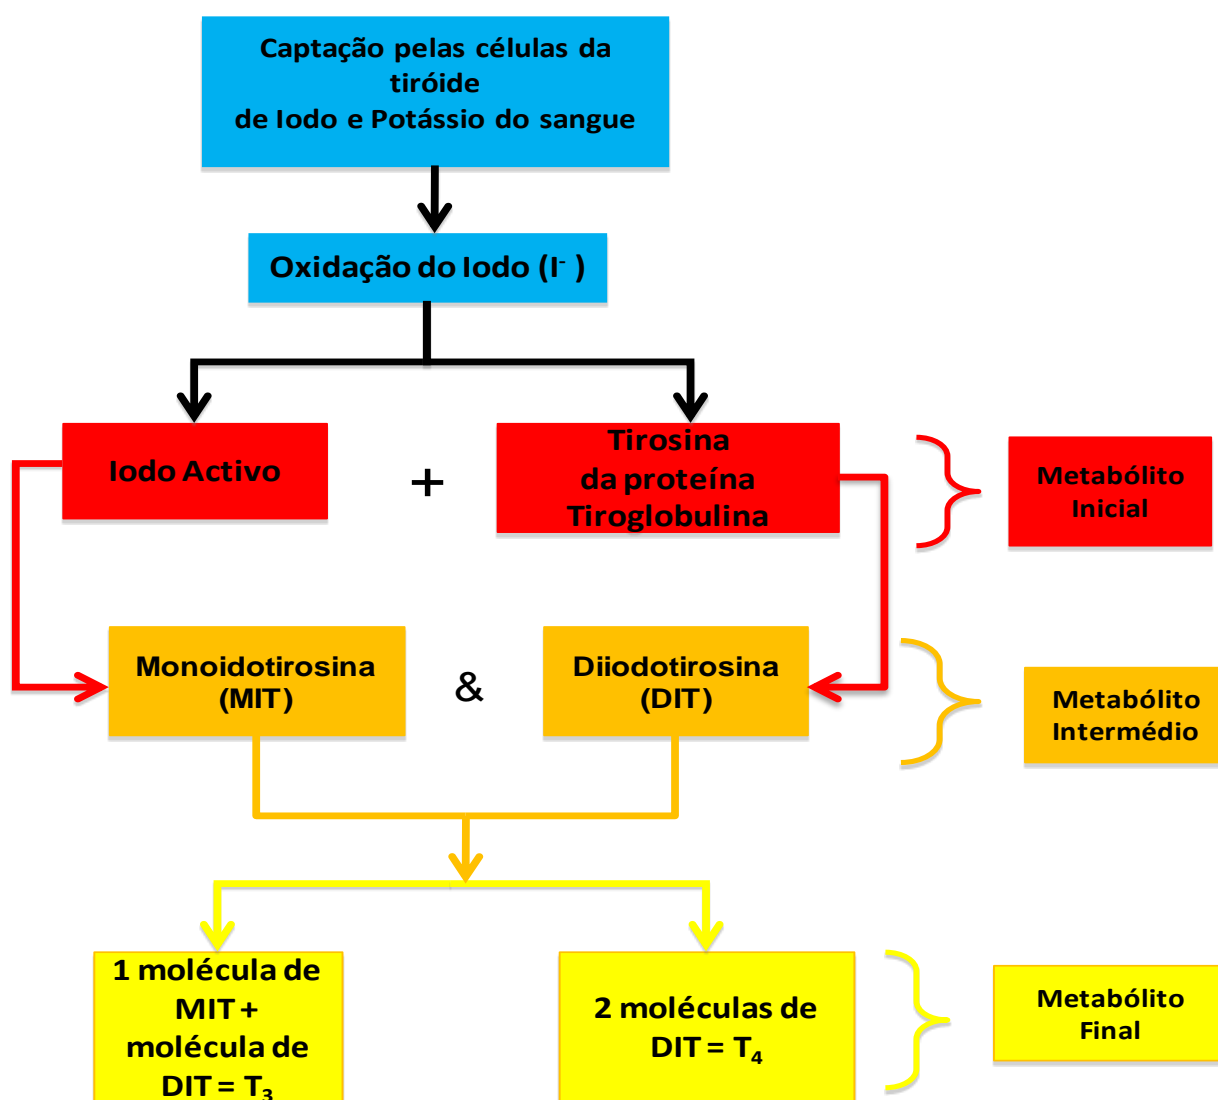 Captação pelas células da
tiróide
de Iodo e Potássio do sangue
Oxidação do Iodo (I⁻ )
Iodo Activo
+
Tirosina
da proteína
Tiroglobulina
Metabólito
Inicial
Monoidotirosina
(MIT)
&
Diiodotirosina
(DIT)
Metabólito
Intermédio
1 molécula de
MIT +
molécula de
DIT = T₃
2 moléculas de
DIT = T₄
Metabólito
Final